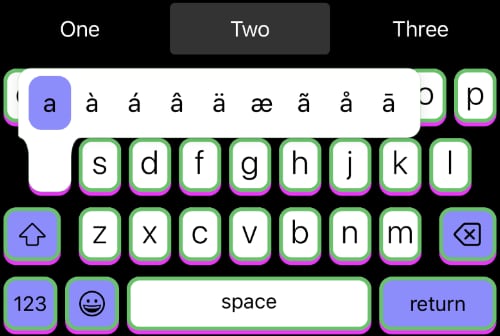 One Two Three
a à á â ä æ ã å ā p
s d f g h j k l
z x c v b n m
123 space return